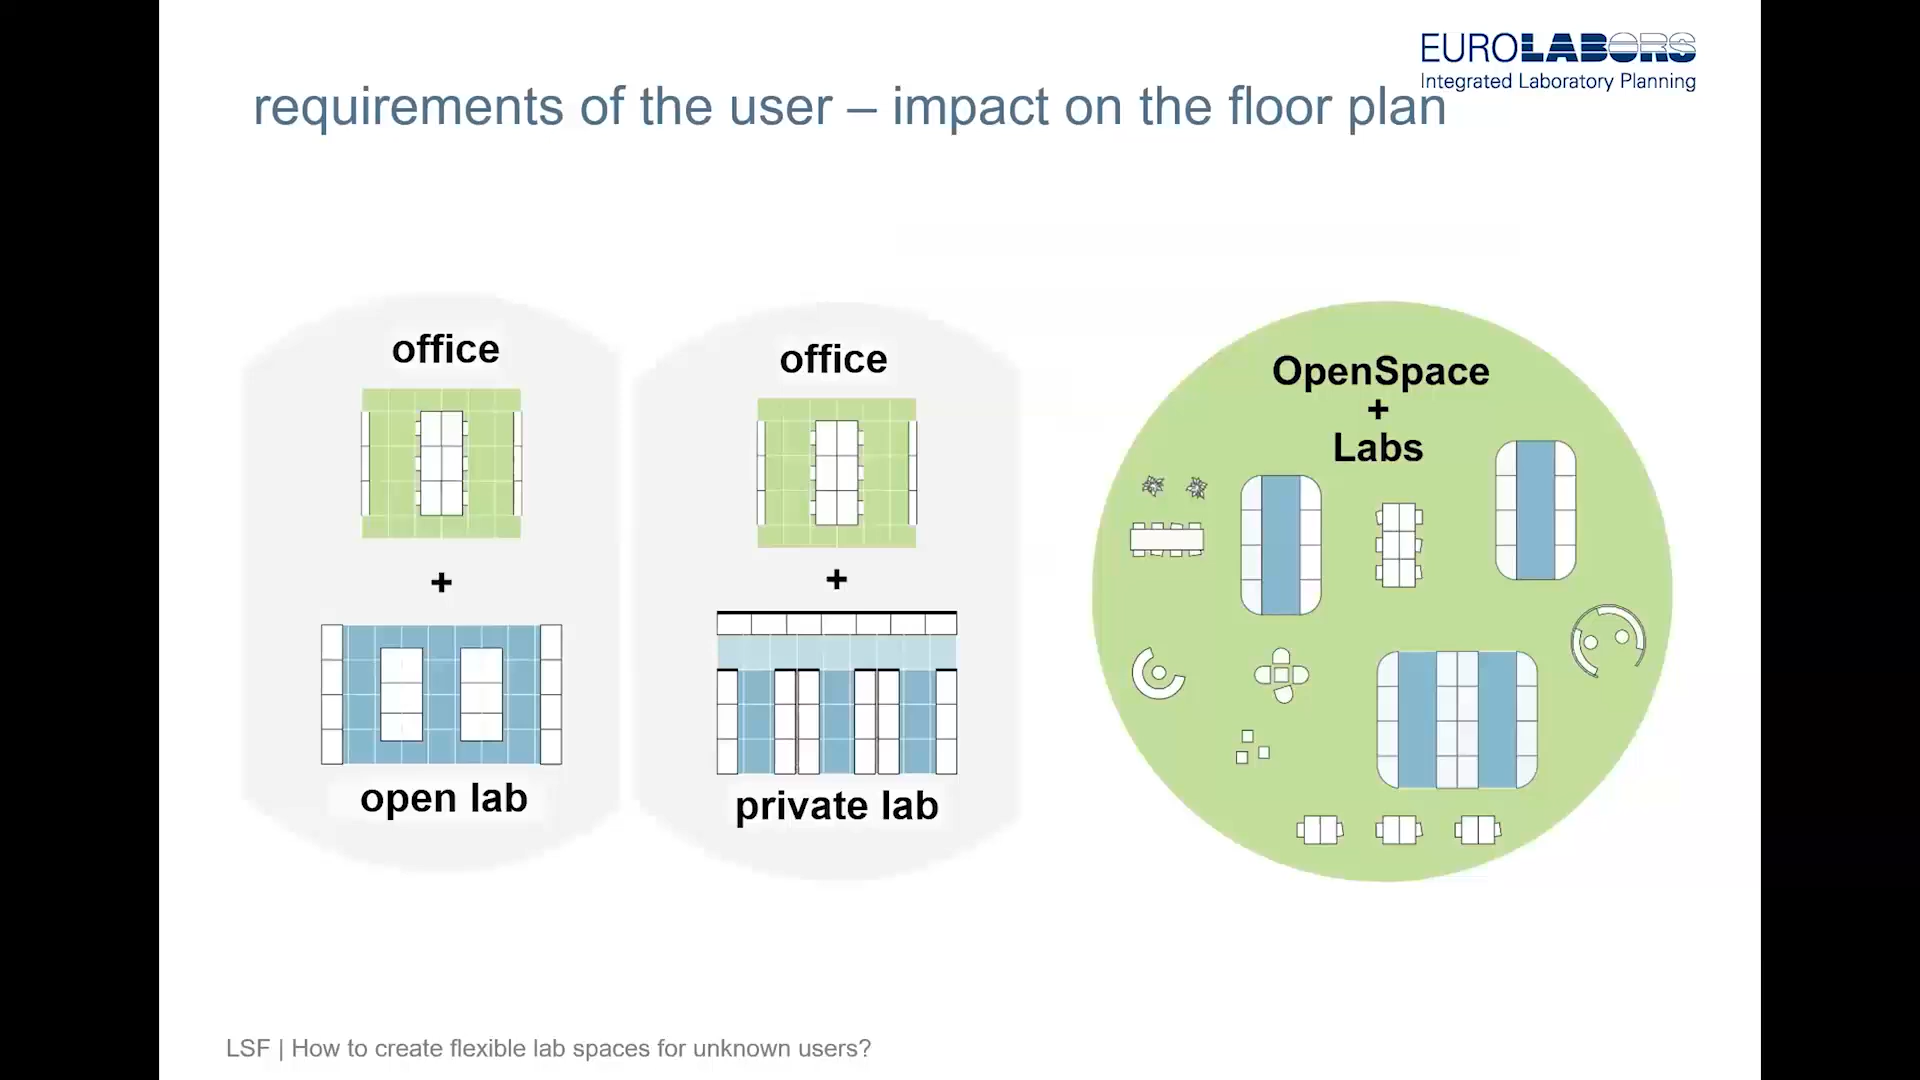 EUROLABORS
Integrated Laboratory Planning
requirements of the user – impact on the floor plan
office
+
open lab
office
+
private lab
OpenSpace
+
Labs
LSF | How to create flexible lab spaces for unknown users?